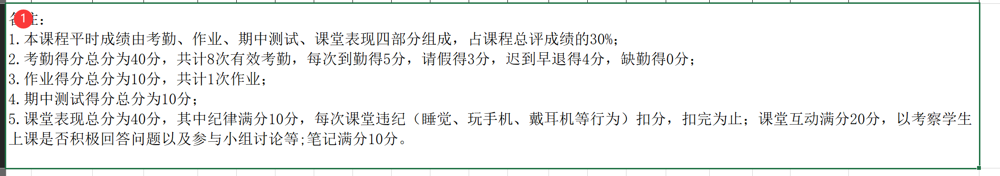 备注：
1.本课程平时成绩由考勤、作业、期中测试、课堂表现四部分组成，占课程总评成绩的30%；
2.考勤得分总分为40分，共计8次有效考勤，每次到勤得5分，请假得3分，迟到早退得4分，缺勤得0分；
3.作业得分总分为10分，共计1次作业；
4.期中测试得分总分为10分；
5.课堂表现总分为40分，其中纪律满分10分，每次课堂违纪（睡觉、玩手机、戴耳机等行为）扣分，扣完为止；课堂互动满分20分，以考察学生
上课是否积极回答问题以及参与小组讨论等;笔记满分10分。
1